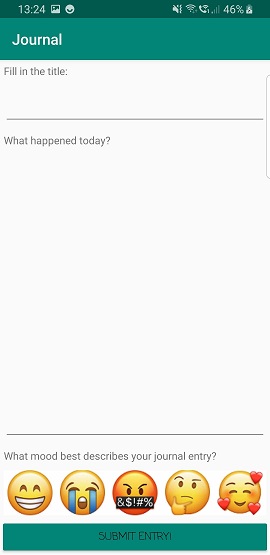 13:24 46%
Journal
Fill in the title:
What happened today?
What mood best describes your journal entry?
&$!#%
SUBMIT ENTRY!